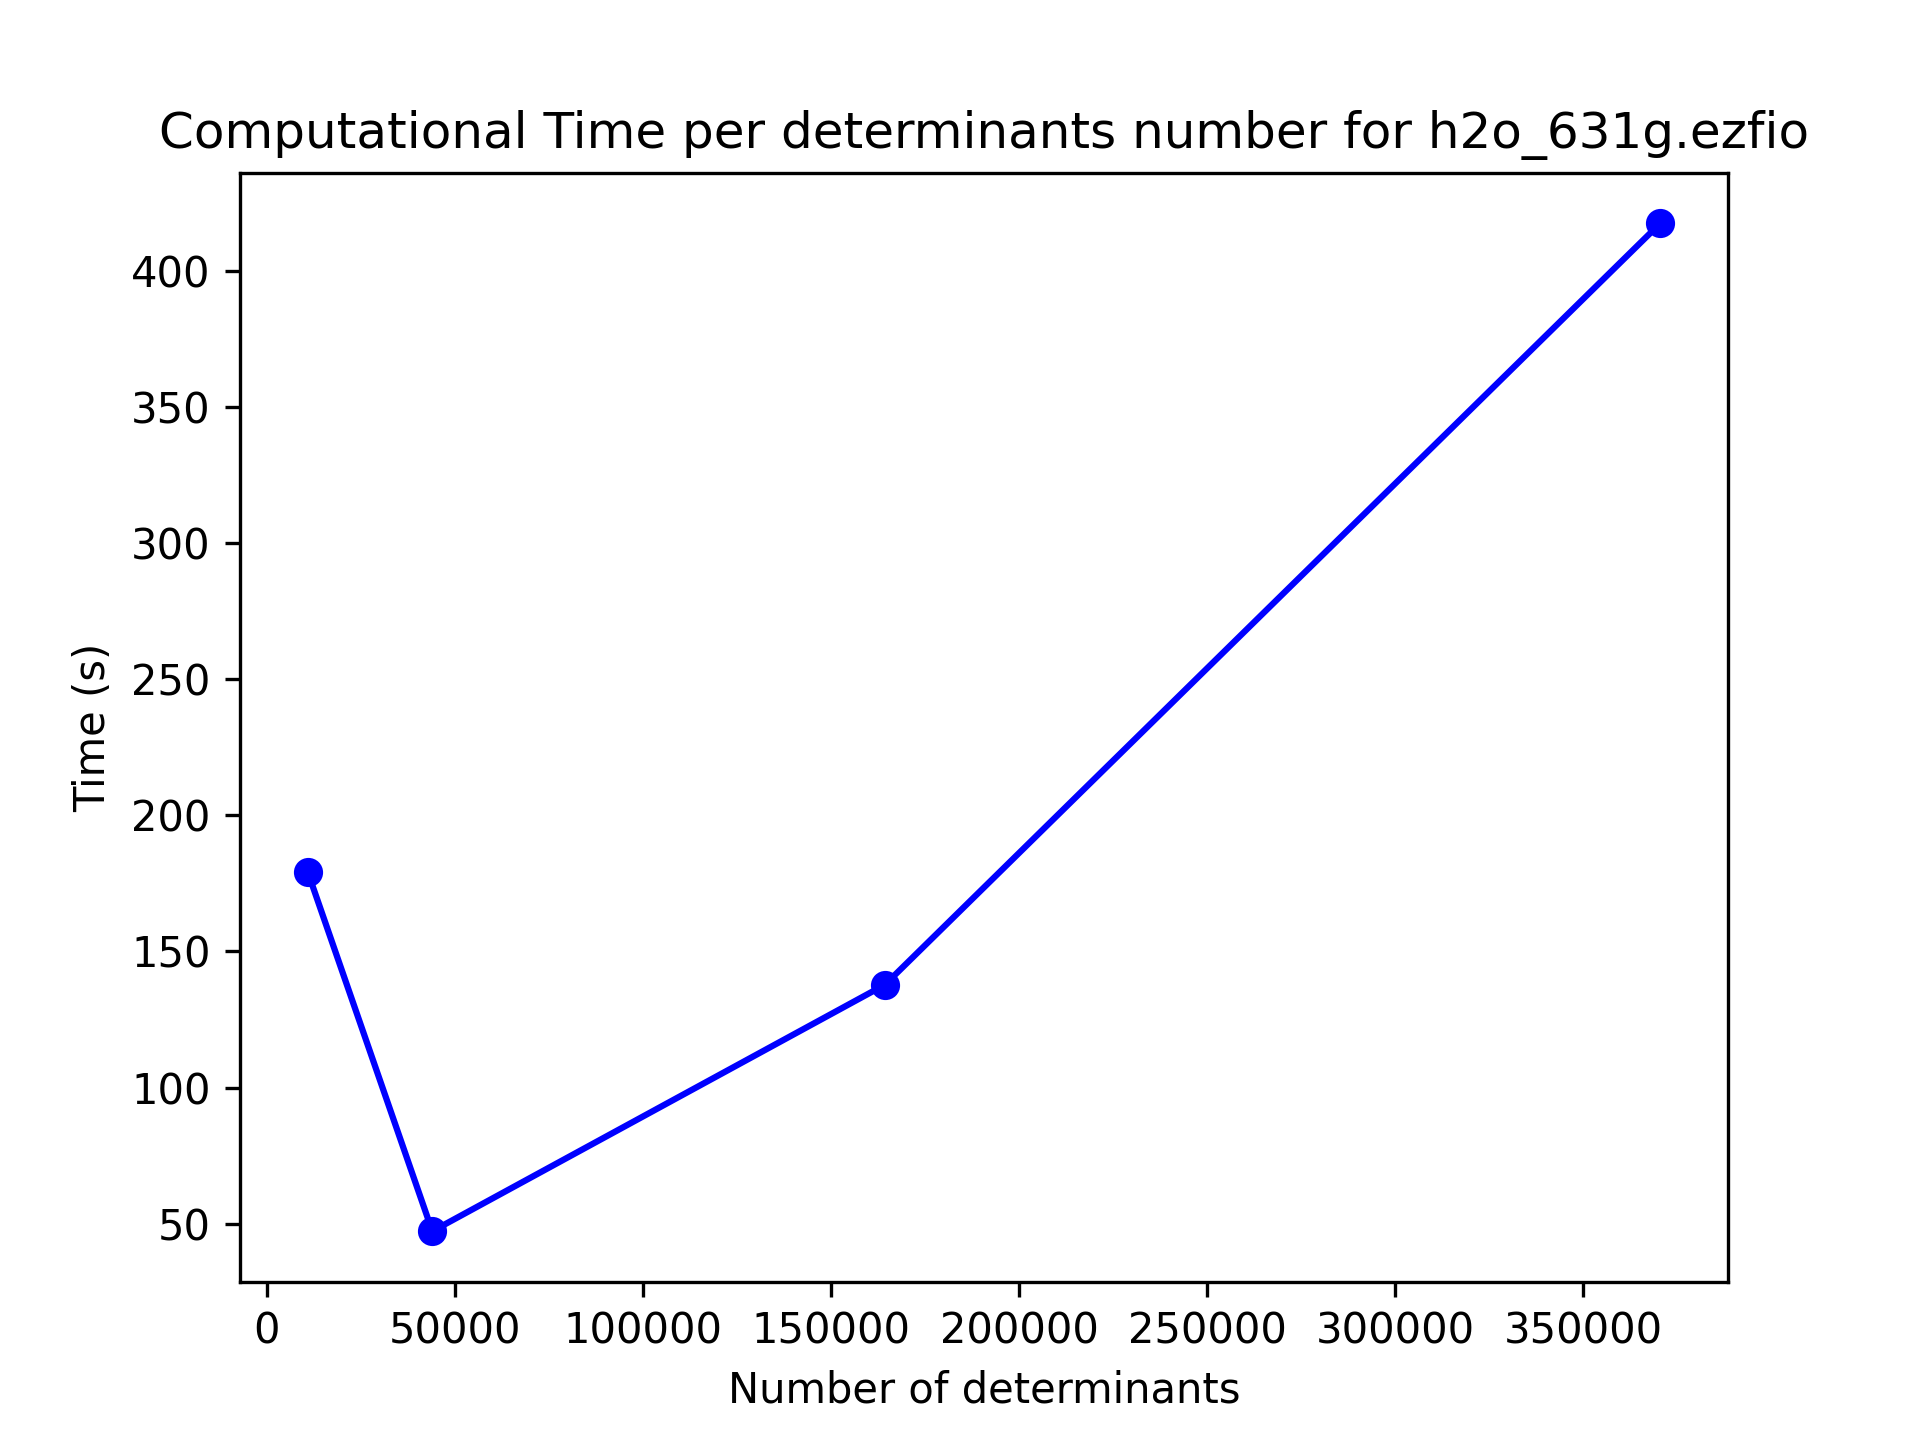 Computational Time per determinants number for h2o_631g.ezfio
400
350
300
250
200
150
100
50
Time (s)
0 50000 100000 150000 200000 250000 300000 350000
Number of determinants